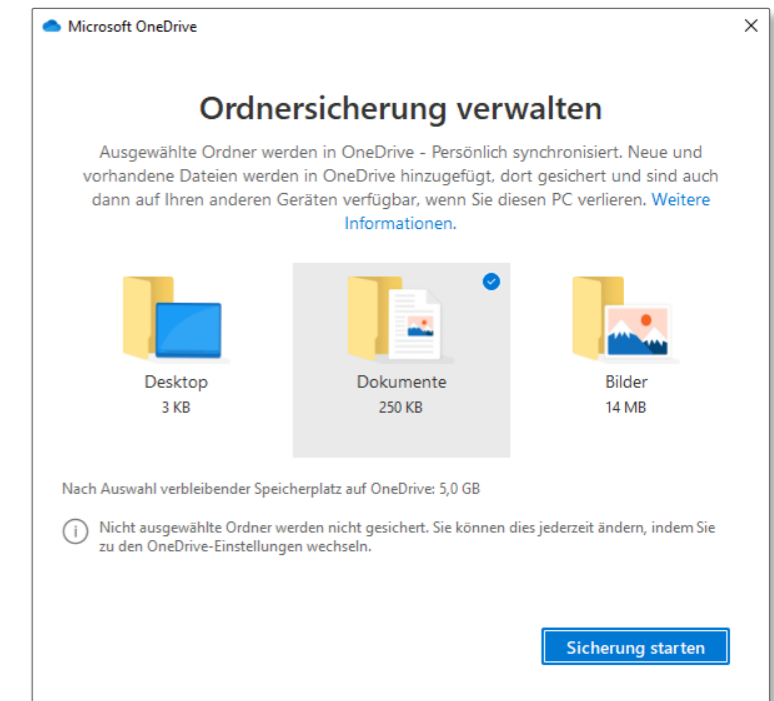 Microsoft OneDrive
Ordnersicherung verwalten
Ausgewählte Ordner werden in OneDrive - Persönlich synchronisiert. Neue und
vorhandene Dateien werden in OneDrive hinzugefügt, dort gesichert und sind auch
dann auf Ihren anderen Geräten verfügbar, wenn Sie diesen PC verlieren. Weitere
Informationen.
Desktop
3 KB
Dokumente
250 KB
Bilder
14 MB
Nach Auswahl verbleibender Speicherplatz auf OneDrive: 5,0 GB
Nicht ausgewählte Ordner werden nicht gesichert. Sie können dies jederzeit ändern, indem Sie
zu den OneDrive-Einstellungen wechseln.
Sicherung starten